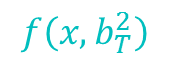 f(x, b_T^2)